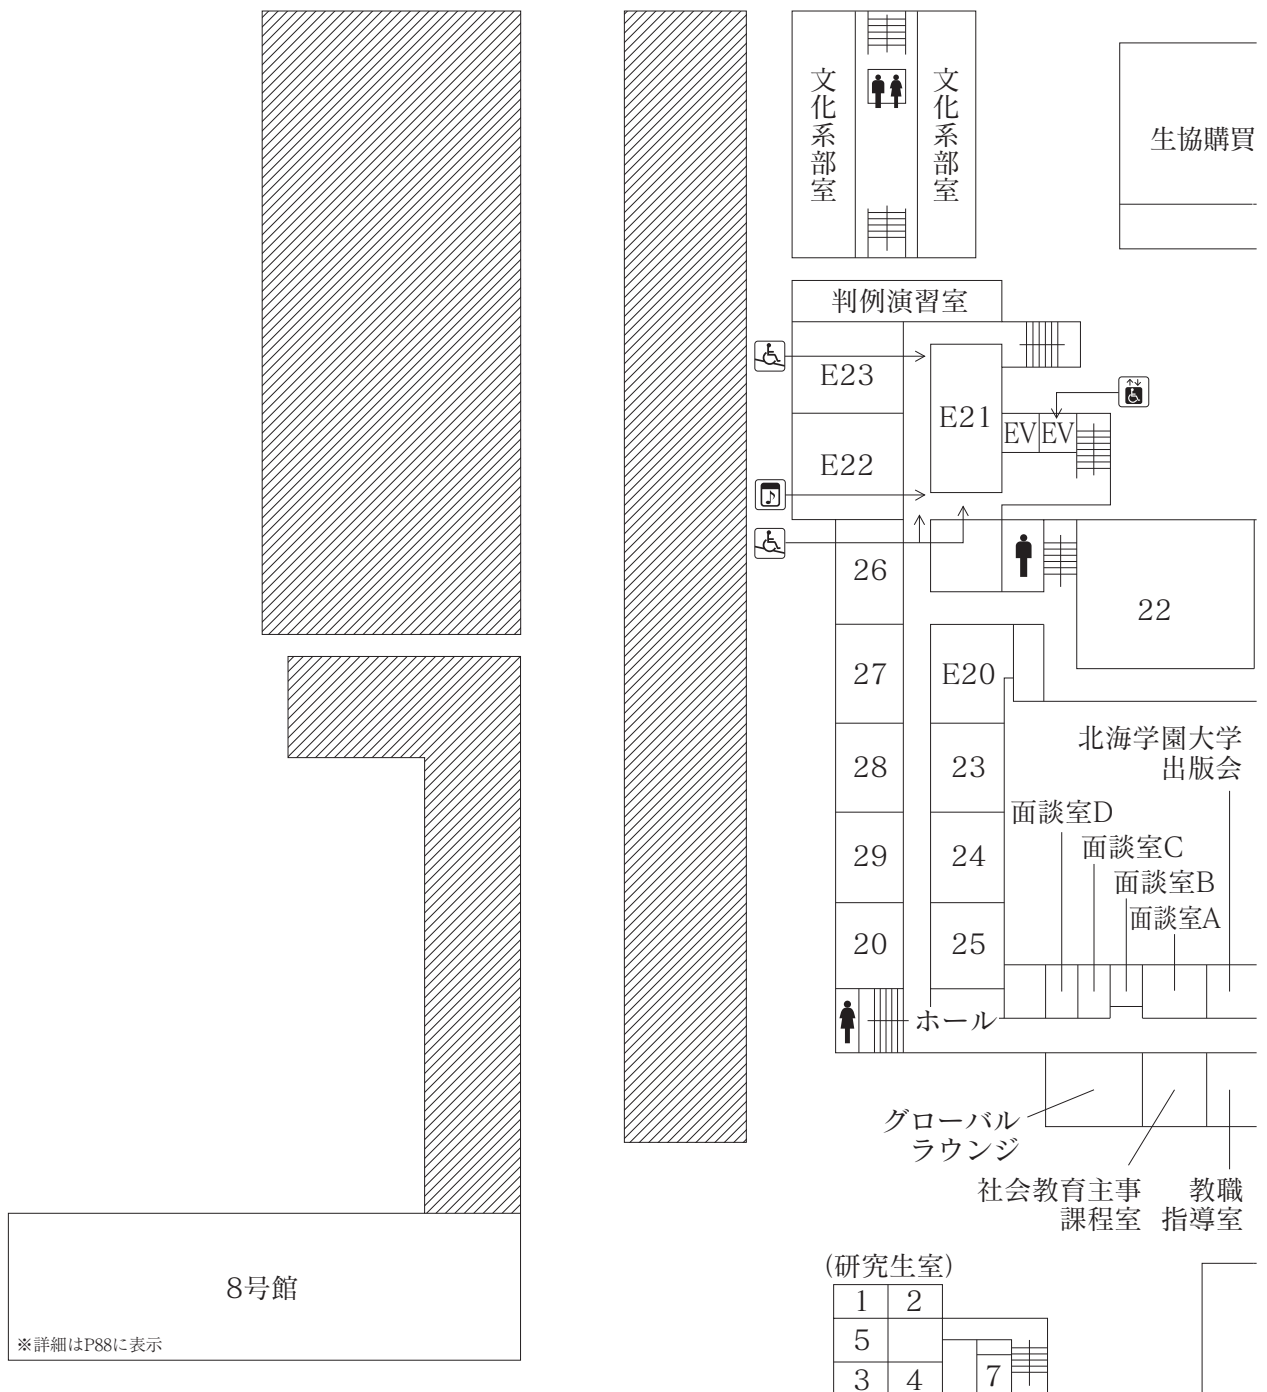 文化系部室
文化系部室
生協購買
判例演習室
E23
E21
EV
EV
E22
26
22
27
E20
北海学園大学
出版会
28
23
面談室D
面談室C
29
24
面談室B
面談室A
20
25
ホール
グローバル
ラウンジ
社会教育主事
課程室
教職
指導室
8号館
※詳細はP88に表示
(研究生室)
1
2
5
3
4
7